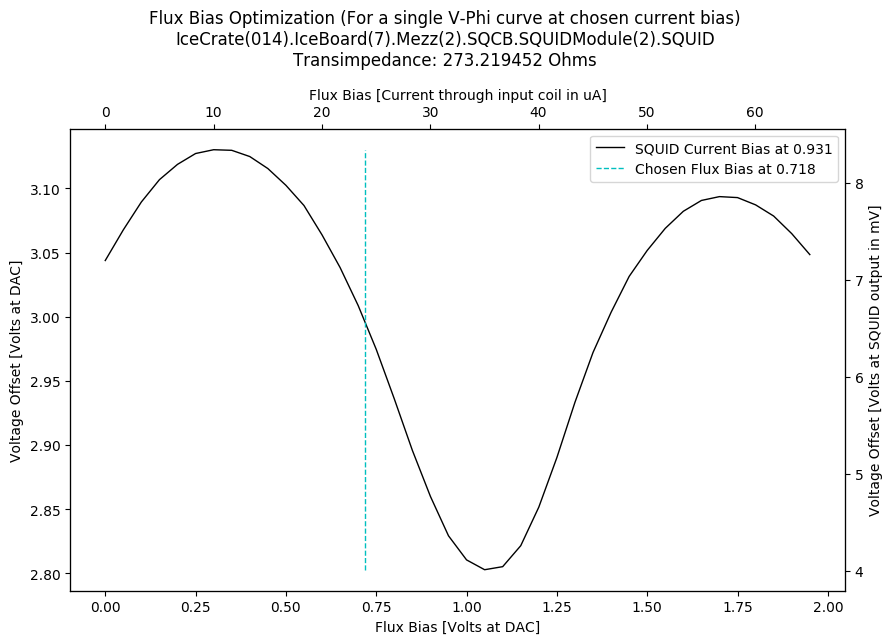 Flux Bias Optimization (For a single V-Phi curve at chosen current bias)
IceCrate(014).IceBoard(7).Mezz(2).SQCB.SQUIDModule(2).SQUID
Transimpedance: 273.219452 Ohms
Flux Bias [Current through input coil in uA]
0 10 20 30 40 50 60
SQUID Current Bias at 0.931
Chosen Flux Bias at 0.718
Voltage Offset [Volts at DAC]
3.10
3.05
3.00
2.95
2.90
2.85
2.80
8
7
6
5
4
Voltage Offset [Volts at SQUID output in mV]
0.00 0.25 0.50 0.75 1.00 1.25 1.50 1.75 2.00
Flux Bias [Volts at DAC]